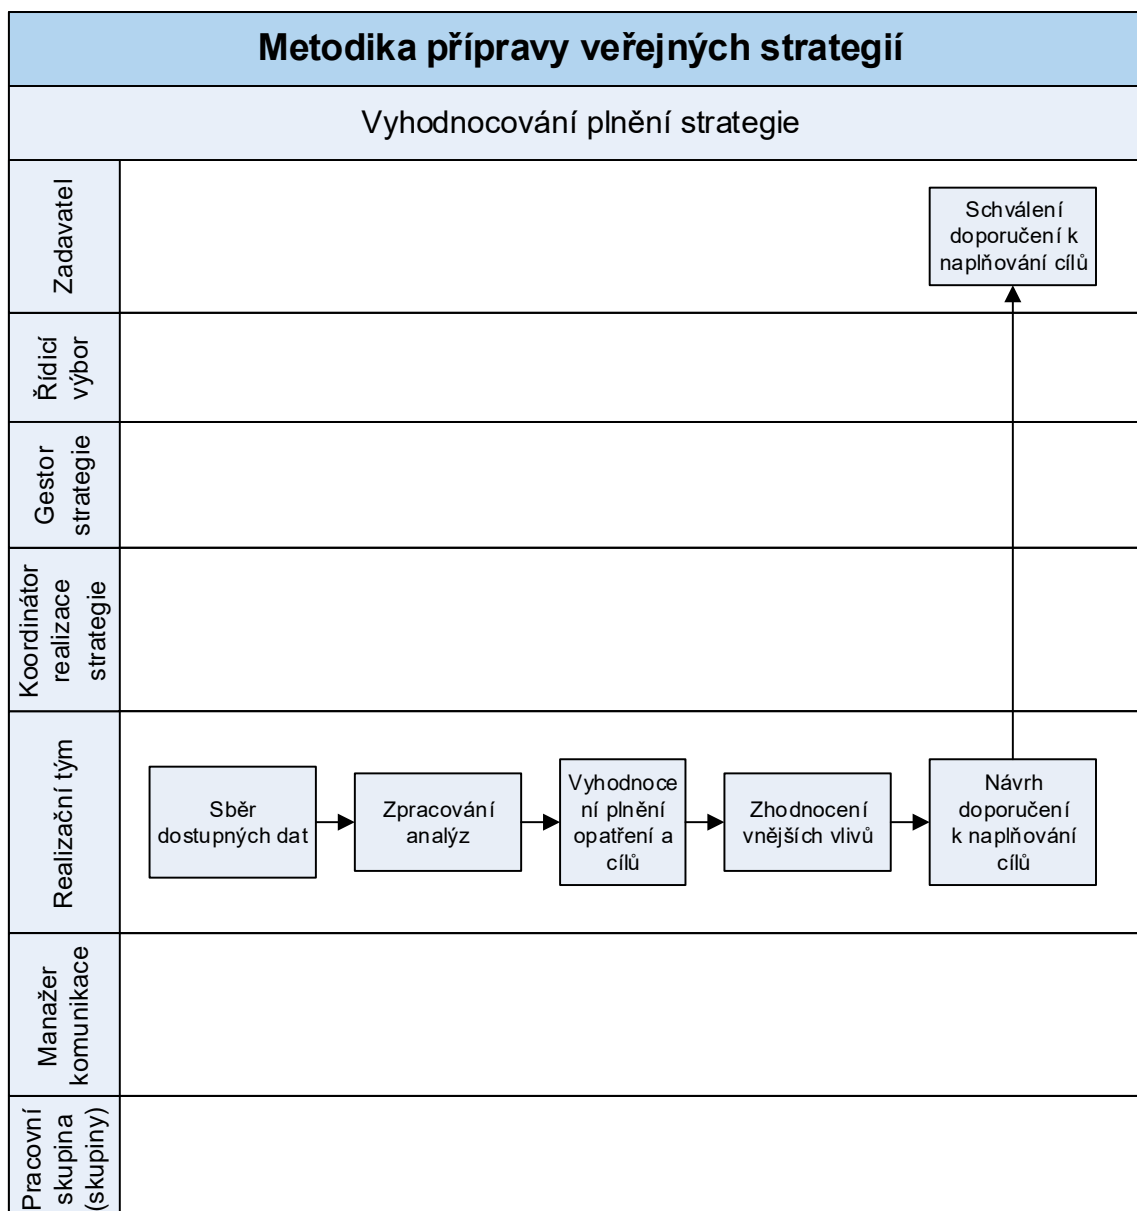 Metodika přípravy veřejných strategií
Vyhodnocování plnění strategie
Zadavatel
Schválení
doporučení k
naplňování cílů
Řídicí
výbor
Gestor
strategie
Koordinátor
realizace
strategie
Realizační tým
Sběr
dostupných dat
Zpracování
analýz
Vyhodnoce
ní plnění
opatření a
cílů
Zhodnocení
vnějších vlivů
Návrh
doporučení
k naplňování
cílů
Manažer
komunikace
Pracovní
skupina
(skupiny)